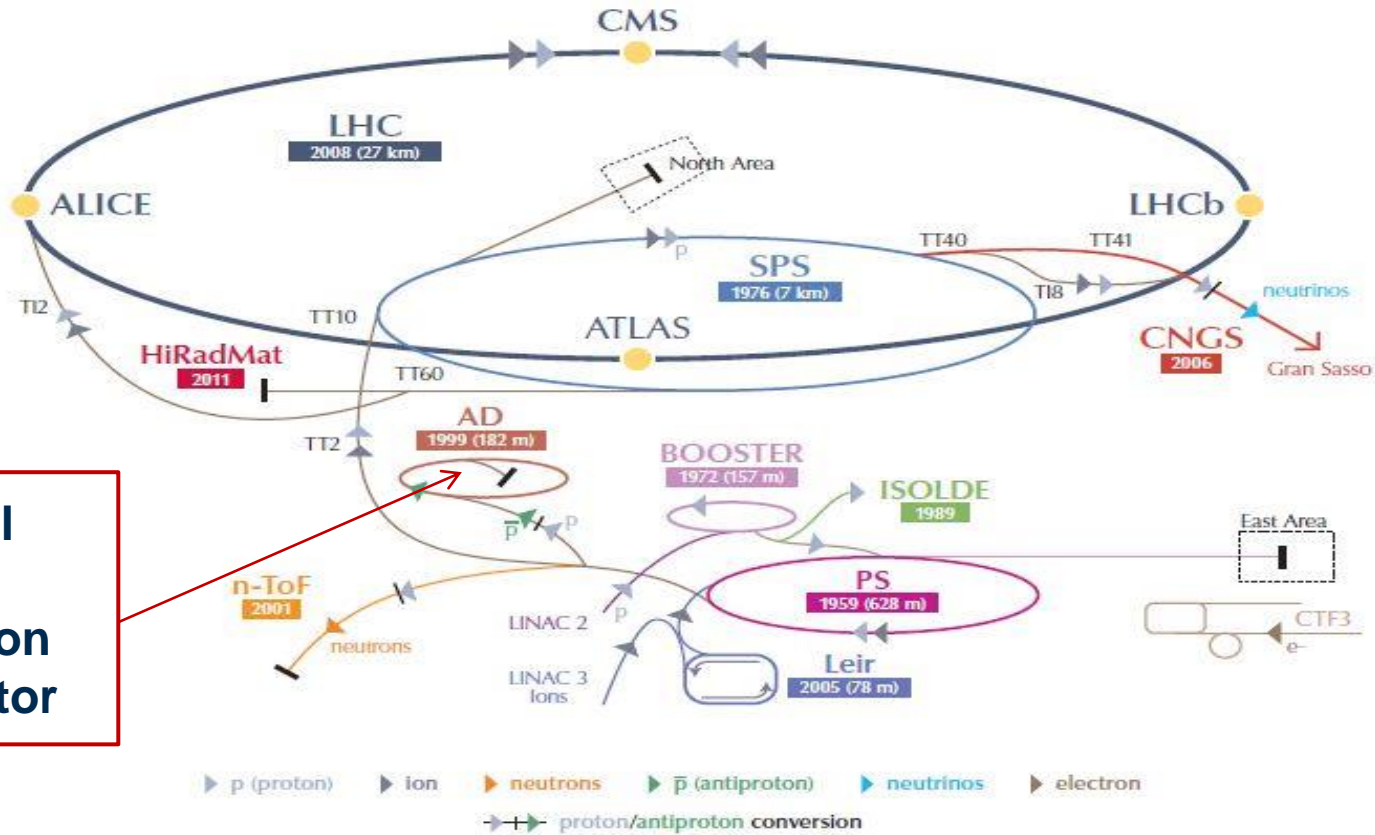 CMS
LHC
2008 (27 km)
North Area
ALICE
LHCb
TT40
TT41
p
SPS
1976 (7 km)
TI8
neutrinos
TI2
TT10
ATLAS
CNGS
2006
Gran Sasso
HiRadMat
2011
TT60
AD
1999 (182 m)
TT2
BOOSTER
1972 (157 m)
ISOLDE
1989
p̅
p
East Area
n-ToF
2001
PS
1959 (628 m)
p
LINAC 2
neutrons
CTF3
e-
LINAC 3
Ions
Leir
2005 (78 m)
l
on
tor
p (proton) ion neutrons p̅ (antiproton) neutrinos electron
proton/antiproton conversion